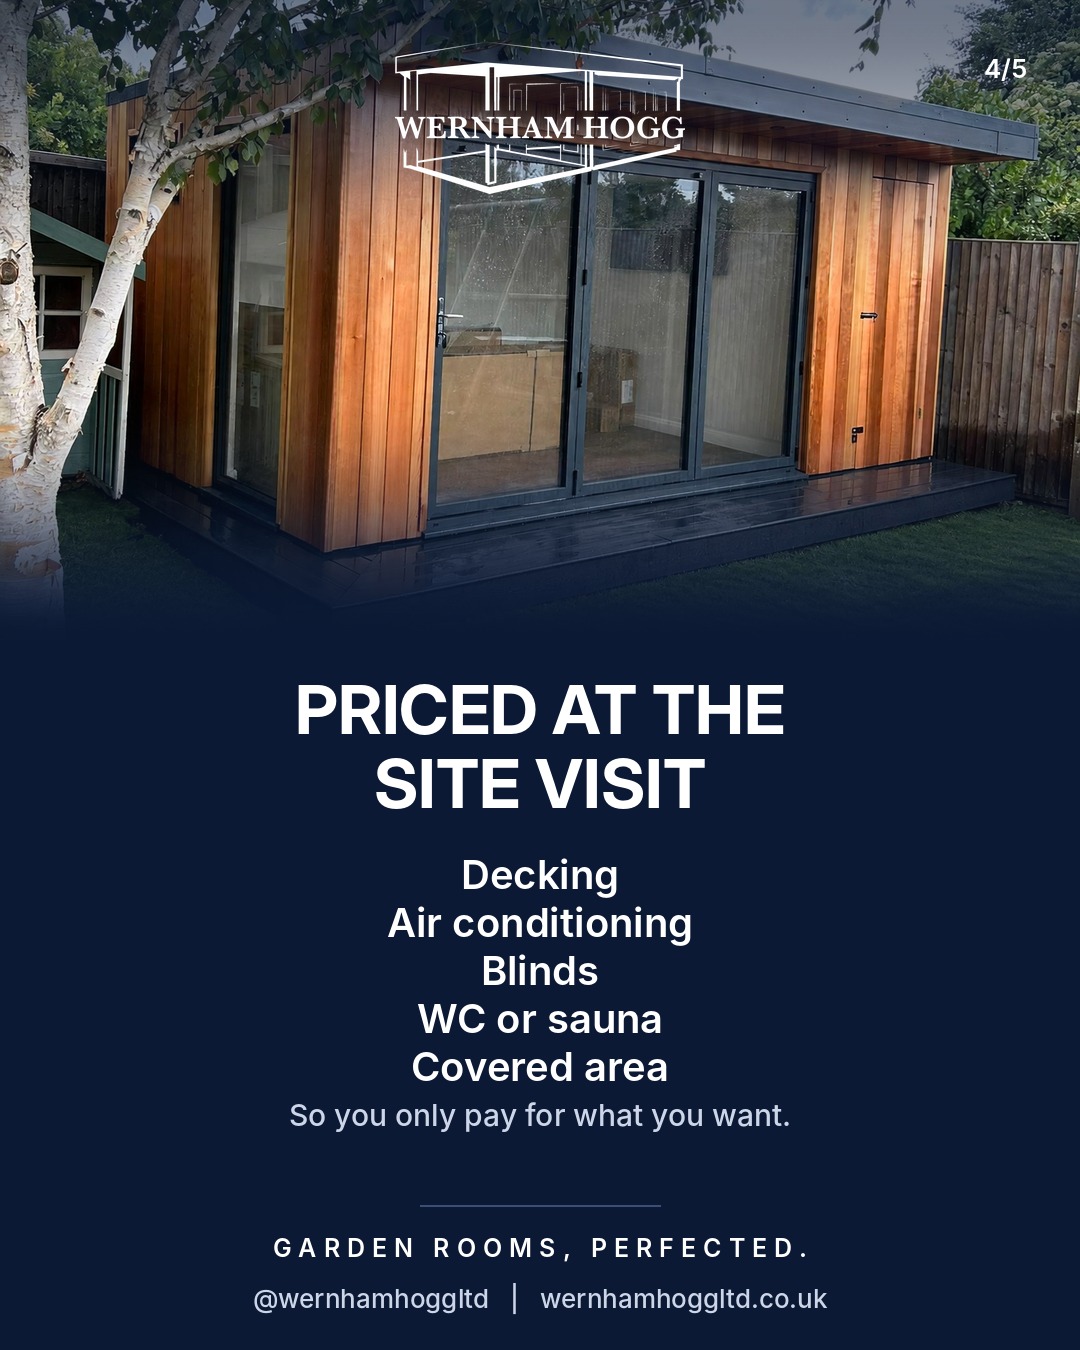 WERNHAM HOGG
4/5
PRICED AT THE
SITE VISIT
Decking
Air conditioning
Blinds
WC or sauna
Covered area
So you only pay for what you want.
GARDEN ROOMS, PERFECTED.
@wernhamhoggltd | wernhamhoggltd.co.uk